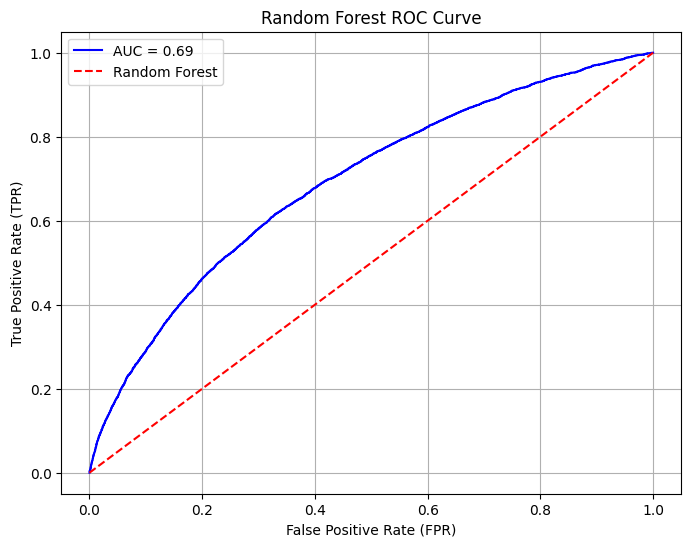 Random Forest ROC Curve
AUC = 0.69
Random Forest
True Positive Rate (TPR)
1.0
0.8
0.6
0.4
0.2
0.0
0.0 0.2 0.4 0.6 0.8 1.0
False Positive Rate (FPR)